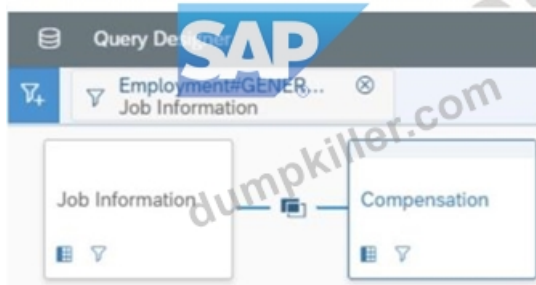 Query Designer
SAP
Employment#GENER...
Job Information
dumpkiller.com
Job Information
Compensation